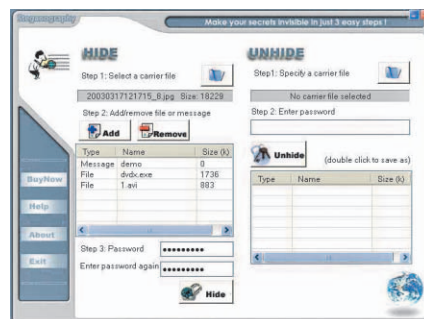 Steganography
Make your secrets invisible in just 3 easy steps !
HIDE
Step 1: Select a carrier file
20030317121715_6.jpg Size: 18229
Step 2: Add/remove file or message
Add
Remove
Type Name Size (k)
Message demo 0
File dvdx.exe 1736
File 1.avi 883
Step 3: Password
*********
Enter password again
*********
Hide
UNHIDE
Step1: Specify a carrier file
No carrier file selected
Step 2: Enter password
Unhide
(double click to save as)
Type Name Size (k)
BuyNow
Help
About
Exit